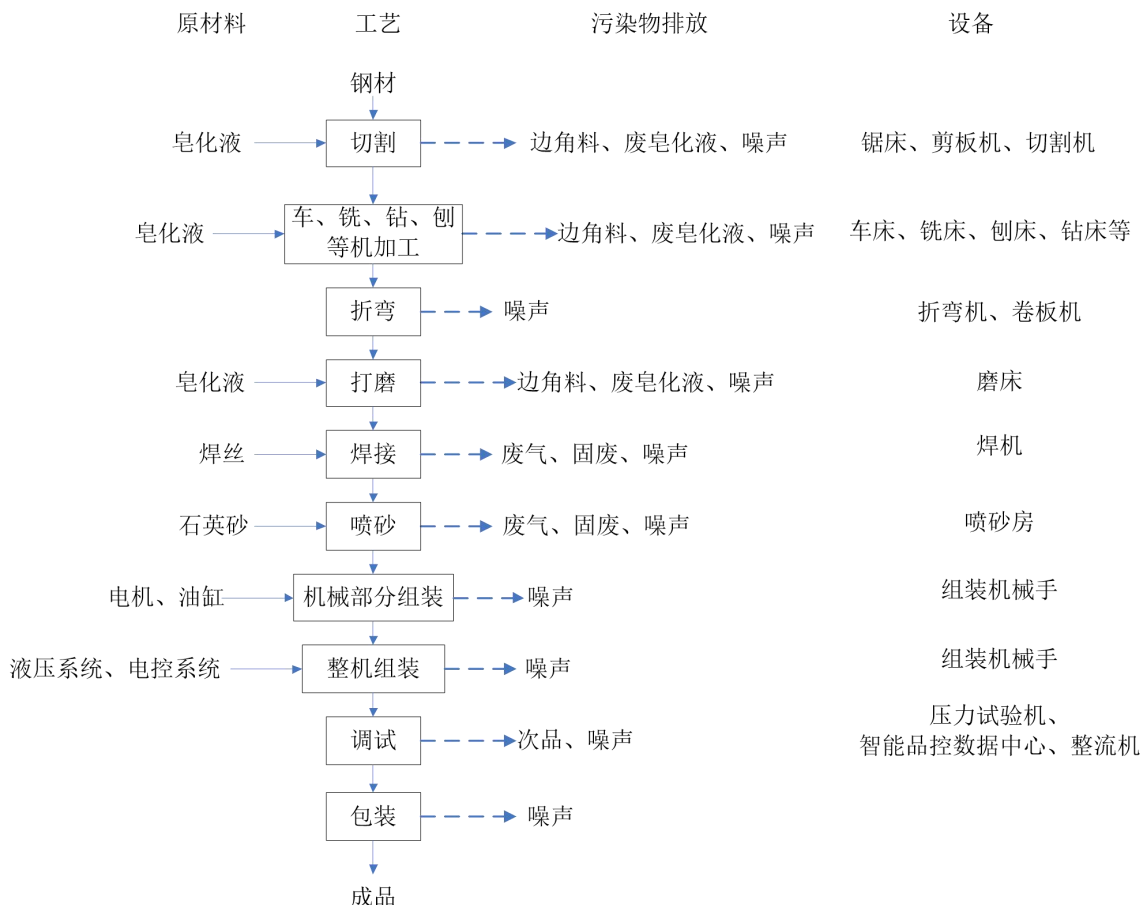 原材料 工艺 污染物排放 设备
钢材
皂化液 切割 边角料、废皂化液、噪声 锯床、剪板机、切割机
皂化液 车、铣、钻、刨等机加工 边角料、废皂化液、噪声 车床、铣床、刨床、钻床等
折弯 噪声 折弯机、卷板机
皂化液 打磨 边角料、废皂化液、噪声 磨床
焊丝 焊接 废气、固废、噪声 焊机
石英砂 喷砂 废气、固废、噪声 喷砂房
电机、油缸 机械部分组装 噪声 组装机械手
液压系统、电控系统 整机组装 噪声 组装机械手
调试 次品、噪声 压力试验机、智能品控数据中心、整流机
包装 噪声
成品